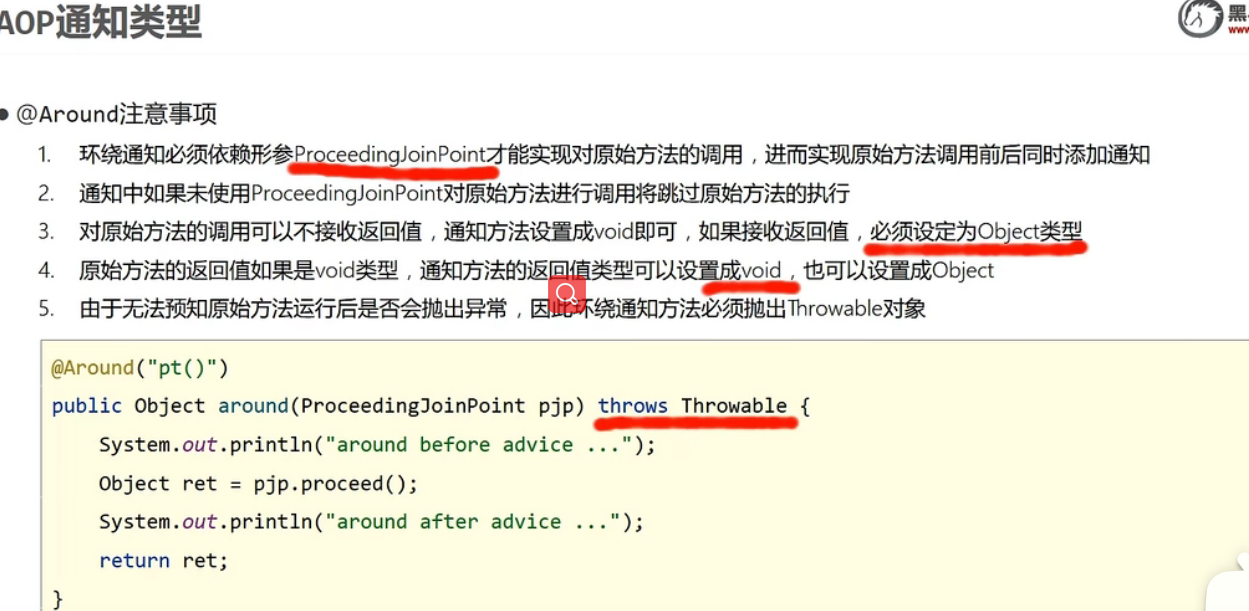 AOP通知类型
黑
www
● @Around注意事项
1. 环绕通知必须依赖形参ProceedingJoinPoint才能实现对原始方法的调用，进而实现原始方法调用前后同时添加通知
2. 通知中如果未使用ProceedingJoinPoint对原始方法进行调用将跳过原始方法的执行
3. 对原始方法的调用可以不接收返回值，通知方法设置成void即可，如果接收返回值，必须设定为Object类型
4. 原始方法的返回值如果是void类型，通知方法的返回值类型可以设置成void，也可以设置成Object
5. 由于无法预知原始方法运行后是否会抛出异常，因此环绕通知方法必须抛出Throwable对象
@Around("pt()")
public Object around(ProceedingJoinPoint pjp) throws Throwable {
System.out.println("around before advice ...");
Object ret = pjp.proceed();
System.out.println("around after advice ...");
return ret;
}